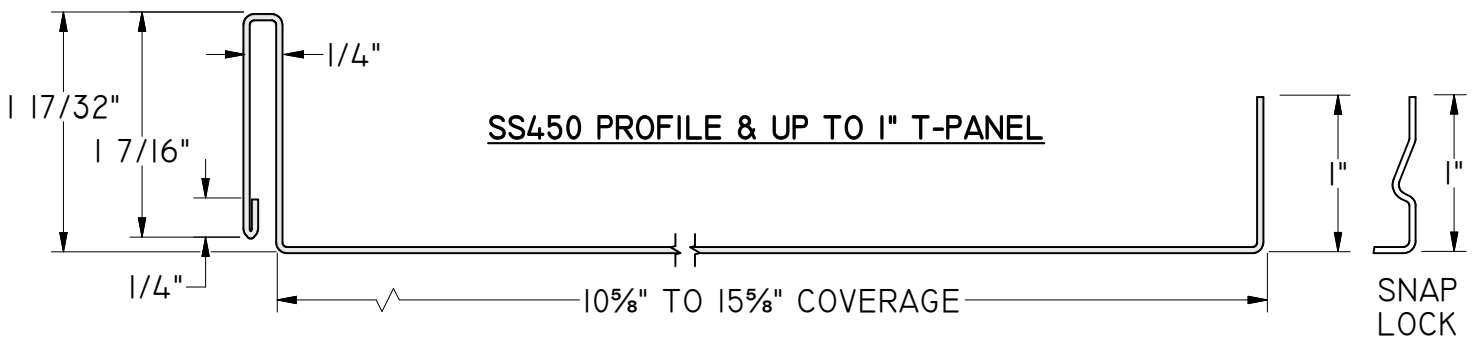 1/4"
1 17/32"
SS450 PROFILE & UP TO 1" T-PANEL
1 7/16"
1"
1"
1/4"
10⅝" TO 15⅝" COVERAGE
SNAP
LOCK